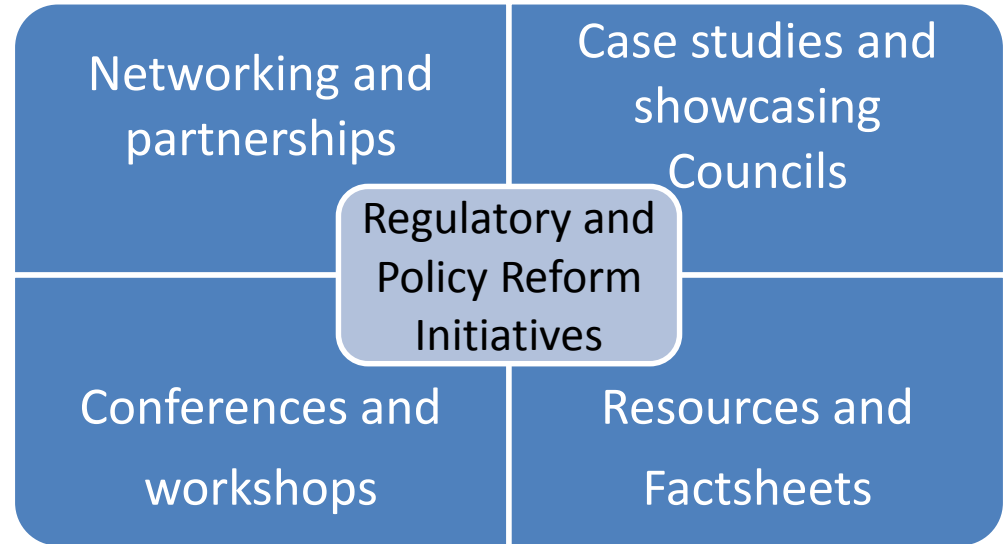 Networking and
partnerships
Case studies and
showcasing
Councils
Regulatory and
Policy Reform
Initiatives
Conferences and
workshops
Resources and
Factsheets